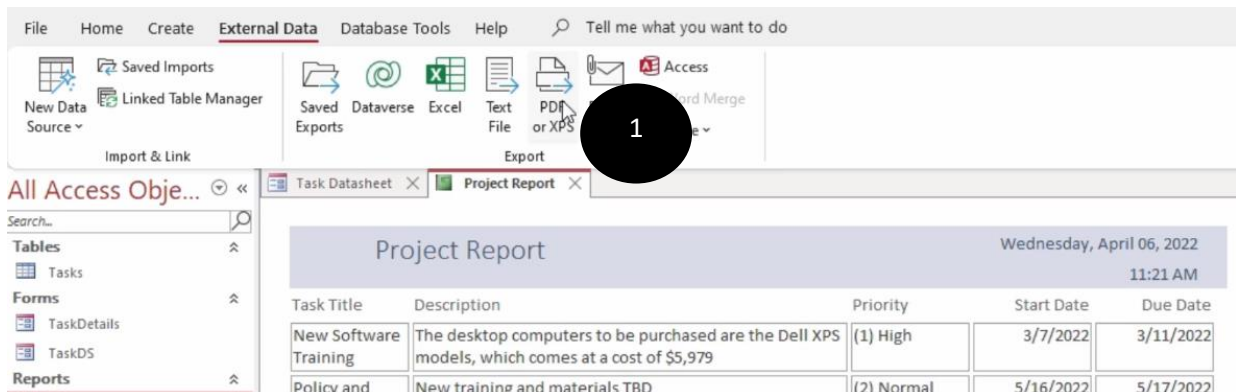 File Home Create External Data Database Tools Help Tell me what you want to do
Saved Imports
Linked Table Manager
New Data
Source
Import & Link
Saved
Exports
Dataverse
Excel
Text
File
PDF
or XPS
Access
Merge
Export
1
All Access Obje...
Task Datasheet
Project Report
Search...
Tables
Tasks
Forms
TaskDetails
TaskDS
Reports
Project Report
Wednesday, April 06, 2022
11:21 AM
Task Title Description Priority Start Date Due Date
New Software The desktop computers to be purchased are the Dell XPS (1) High 3/7/2022 3/11/2022
Training models, which comes at a cost of $5,979
Policy and New training and materials TBD (2) Normal 5/16/2022 5/17/2022